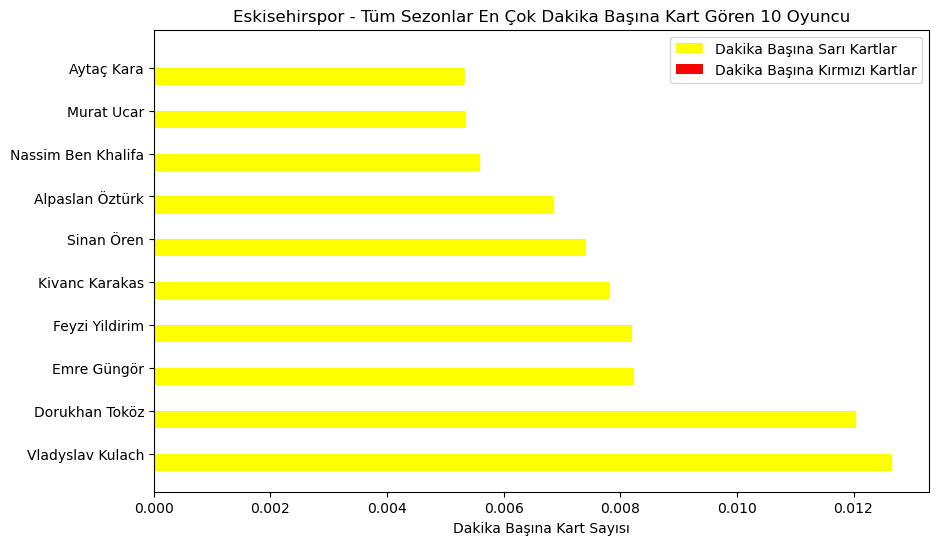 Eskisehirspor - Tüm Sezonlar En Çok Dakika Başına Kart Gören 10 Oyuncu
Dakika Başına Sarı Kartlar
Dakika Başına Kırmızı Kartlar
Aytaç Kara
Murat Ucar
Nassim Ben Khalifa
Alpaslan Öztürk
Sinan Ören
Kivanc Karakas
Feyzi Yildirim
Emre Güngör
Dorukhan Toköz
Vladyslav Kulach
0.000 0.002 0.004 0.006 0.008 0.010 0.012
Dakika Başına Kart Sayısı